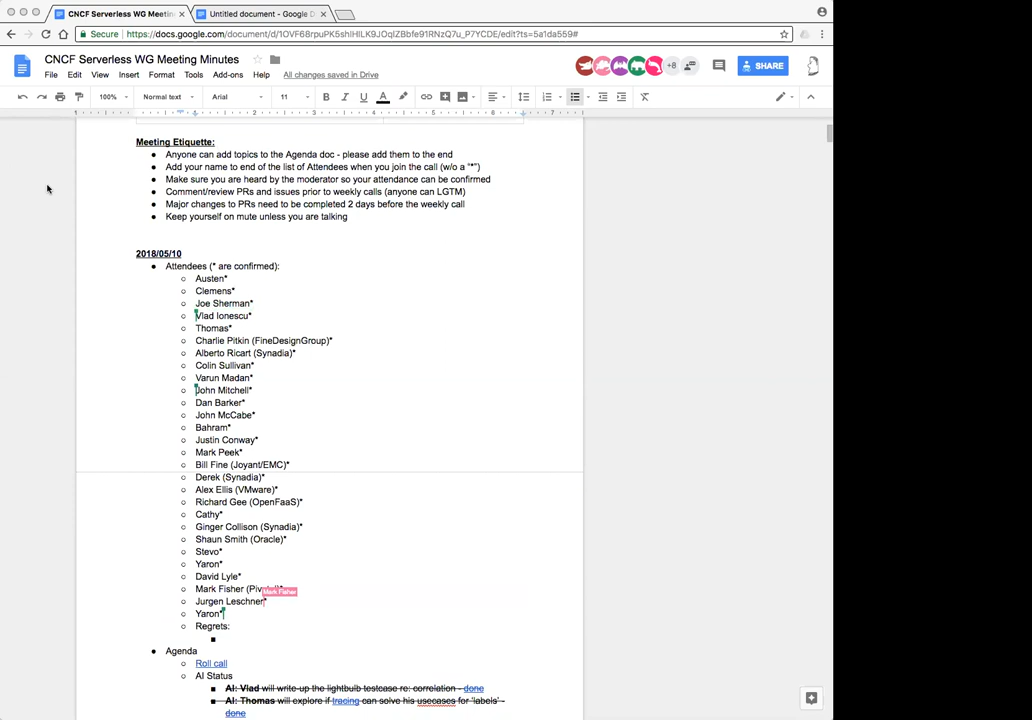 CNCF Serverless WG Meetin
Untitled document - Google D
Secure
https://docs.google.com/document/d/1OVF68rpuPK5shIHILK9JOqlZBbfe91RNzQ7u_P7YCDE/edit?ts=5a1da559#
CNCF Serverless WG Meeting Minutes
File Edit View Insert Format Tools Add-ons Help All changes saved in Drive
+8
SHARE
100% Normal text Arial 11
1 2 3 4 5 6 7
Meeting Etiquette:
● Anyone can add topics to the Agenda doc - please add them to the end
● Add your name to end of the list of Attendees when you join the call (w/o a "*")
● Make sure you are heard by the moderator so your attendance can be confirmed
● Comment/review PRs and issues prior to weekly calls (anyone can LGTM)
● Major changes to PRs need to be completed 2 days before the weekly call
● Keep yourself on mute unless you are talking
2018/05/10
● Attendees (* are confirmed):
○ Austen*
○ Clemens*
○ Joe Sherman*
○ Vlad Ionescu*
○ Thomas*
○ Charlie Pitkin (FineDesignGroup)*
○ Alberto Ricart (Synadia)*
○ Colin Sullivan*
○ Varun Madan*
○ John Mitchell*
○ Dan Barker*
○ John McCabe*
○ Bahram*
○ Justin Conway*
○ Mark Peek*
○ Bill Fine (Joyant/EMC)*
○ Derek (Synadia)*
○ Alex Ellis (VMware)*
○ Richard Gee (OpenFaaS)*
○ Cathy*
○ Ginger Collison (Synadia)*
○ Shaun Smith (Oracle)*
○ Stevo*
○ Yaron*
○ David Lyle*
○ Mark Fisher
Mark Fisher
○ Jurgen Leschner*
○ Yaron*
○ Regrets:
■
● Agenda
○ Roll call
○ AI Status
■ AI: Vlad will write-up the lightbulb testcase re: correlation - done
■ AI: Thomas will explore if tracing can solve his usecases for 'labels' -
done